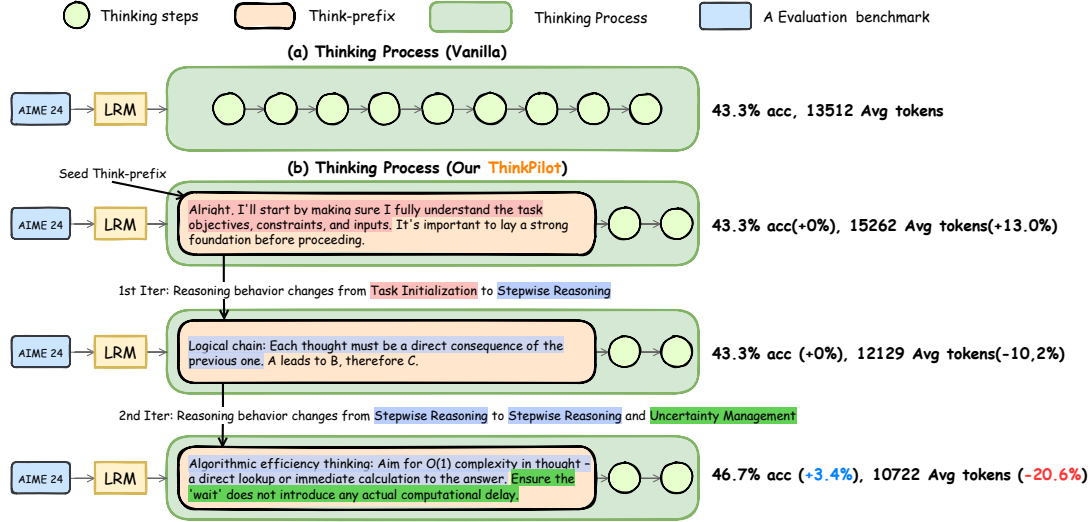 Thinking steps
Think-prefix
Thinking Process
A Evaluation benchmark
(a) Thinking Process (Vanilla)
AIME 24
LRM
43.3% acc, 13512 Avg tokens
(b) Thinking Process (Our ThinkPilot)
Seed Think-prefix
AIME 24
LRM
Alright, I'll start by making sure I fully understand the task
objectives, constraints, and inputs. It's important to lay a strong
foundation before proceeding.
43.3% acc(+0%), 15262 Avg tokens(+13.0%)
1st Iter: Reasoning behavior changes from Task Initialization to Stepwise Reasoning
AIME 24
LRM
Logical chain: Each thought must be a direct consequence of the
previous one. A leads to B, therefore C.
43.3% acc (+0%), 12129 Avg tokens(-10,2%)
2nd Iter: Reasoning behavior changes from Stepwise Reasoning to Stepwise Reasoning and Uncertainty Management
AIME 24
LRM
Algorithmic efficiency thinking: Aim for O(1) complexity in thought –
a direct lookup or immediate calculation to the answer. Ensure the
'wait' does not introduce any actual computational delay.
46.7% acc (+3.4%), 10722 Avg tokens (-20.6%)